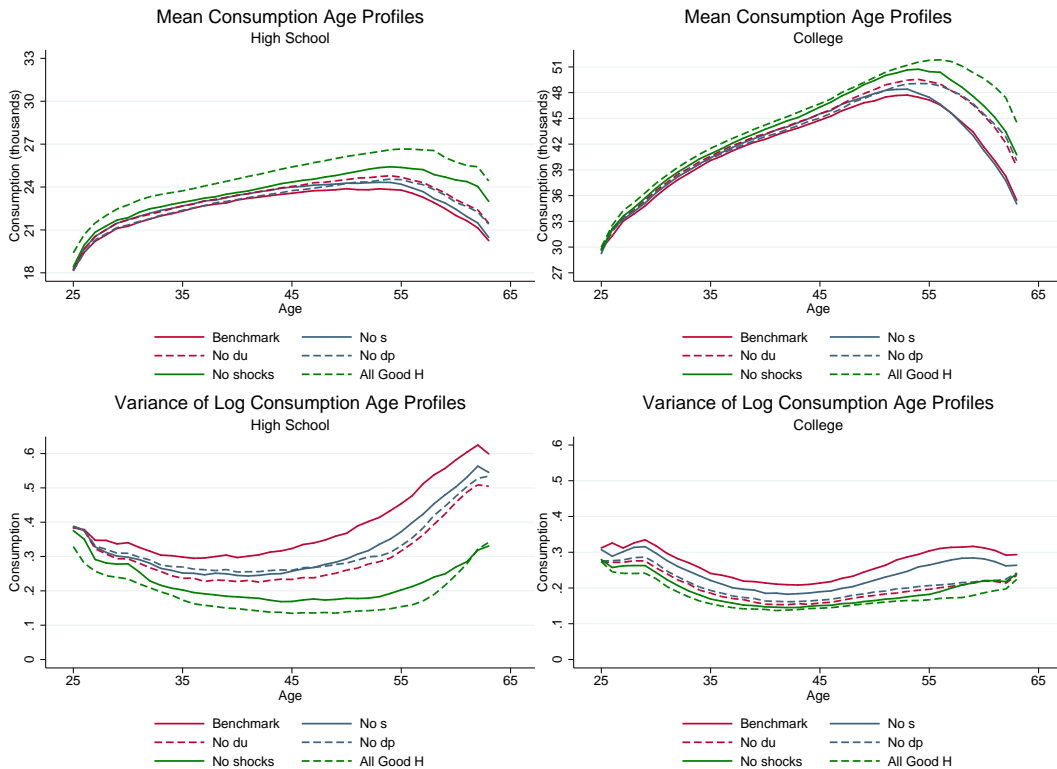 Mean Consumption Age Profiles
High School
Consumption (thousands)
33
30
27
24
21
18
25 35 45 55 65
Age
Benchmark No s
No du No dp
No shocks All Good H
Mean Consumption Age Profiles
College
Consumption (thousands)
51
48
45
42
39
36
33
30
27
25 35 45 55 65
Age
Benchmark No s
No du No dp
No shocks All Good H
Variance of Log Consumption Age Profiles
High School
Consumption
.6
.5
.4
.3
.2
.1
0
25 35 45 55 65
Age
Benchmark No s
No du No dp
No shocks All Good H
Variance of Log Consumption Age Profiles
College
Consumption
.6
.5
.4
.3
.2
.1
0
25 35 45 55 65
Age
Benchmark No s
No du No dp
No shocks All Good H